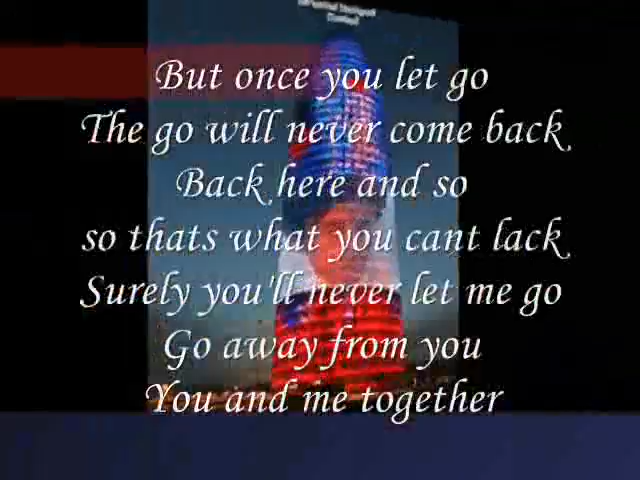 But once you let go
The go will never come back
Back here and so
so thats what you cant lack
Surely you'll never let me go
Go away from you
You and me together